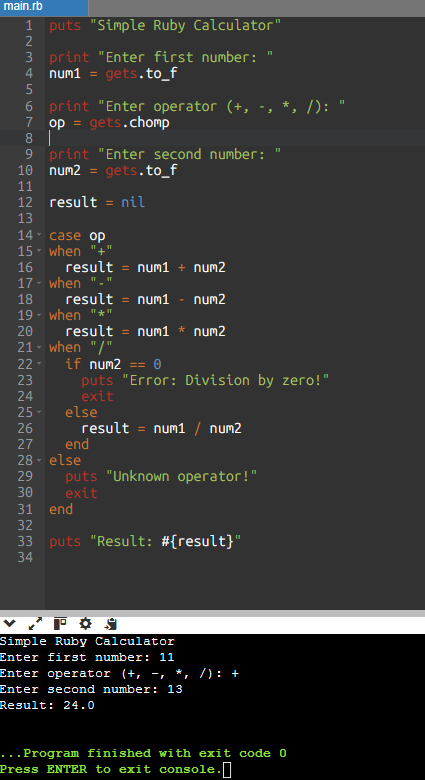 main.rb
1 puts "Simple Ruby Calculator"
2
3 print "Enter first number: "
4 num1 = gets.to_f
5
6 print "Enter operator (+, -, *, /): "
7 op = gets.chomp
8
9 print "Enter second number: "
10 num2 = gets.to_f
11
12 result = nil
13
14 case op
15 when "+"
16   result = num1 + num2
17 when "-"
18   result = num1 - num2
19 when "*"
20   result = num1 * num2
21 when "/"
22   if num2 == 0
23     puts "Error: Division by zero!"
24     exit
25   else
26     result = num1 / num2
27   end
28 else
29   puts "Unknown operator!"
30   exit
31 end
32
33 puts "Result: #{result}"
34
Simple Ruby Calculator
Enter first number: 11
Enter operator (+, -, *, /): +
Enter second number: 13
Result: 24.0
...Program finished with exit code 0
Press ENTER to exit console.